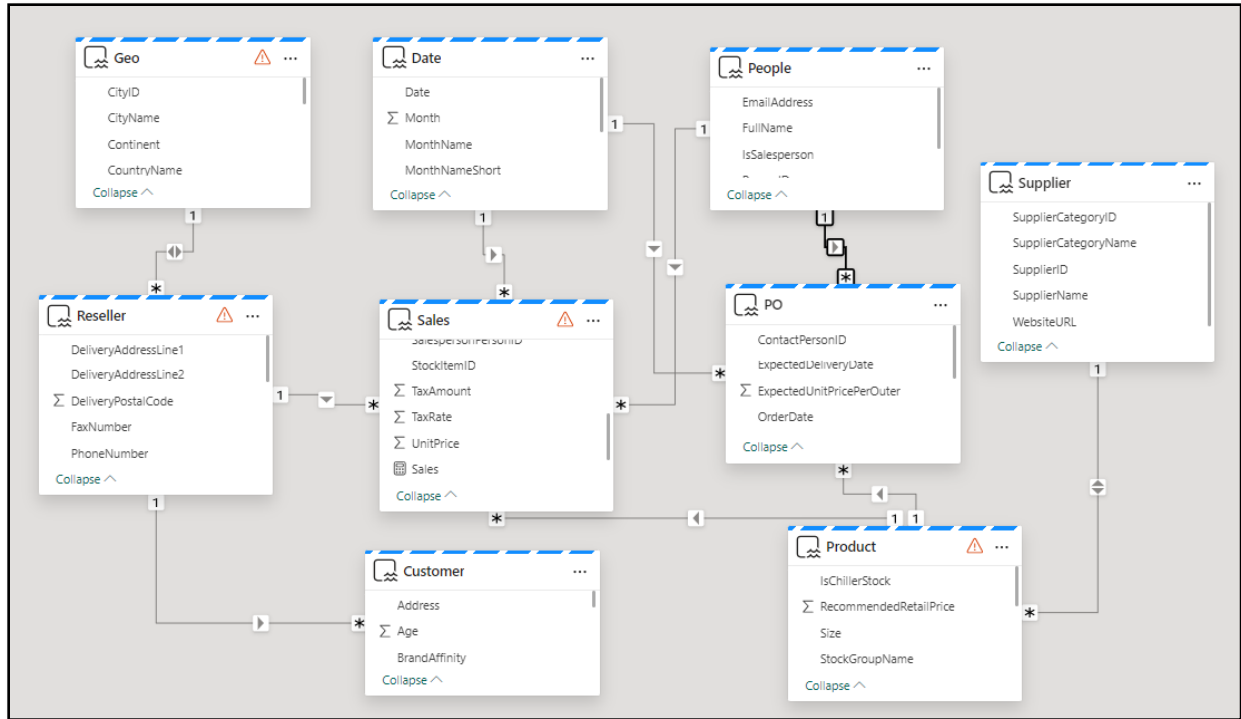 Geo
CityID
CityName
Continent
CountryName
Collapse
1
*
Date
Date
Month
MonthName
MonthNameShort
Collapse
1
1
*
People
EmailAddress
FullName
IsSalesperson
Collapse
1
1
*
Supplier
SupplierCategoryID
SupplierCategoryName
SupplierID
SupplierName
WebsiteURL
Collapse
1
Reseller
DeliveryAddressLine1
DeliveryAddressLine2
Σ DeliveryPostalCode
FaxNumber
PhoneNumber
Collapse
1
1
*
Sales
SalespersonPersonID
StockItemID
Σ TaxAmount
Σ TaxRate
Σ UnitPrice
Sales
Collapse
*
*
PO
ContactPersonID
ExpectedDeliveryDate
Σ ExpectedUnitPricePerOuter
OrderDate
Collapse
*
*
Customer
Address
Σ Age
BrandAffinity
Collapse
*
1 1
Product
IsChillerStock
Σ RecommendedRetailPrice
Size
StockGroupName
Collapse
*